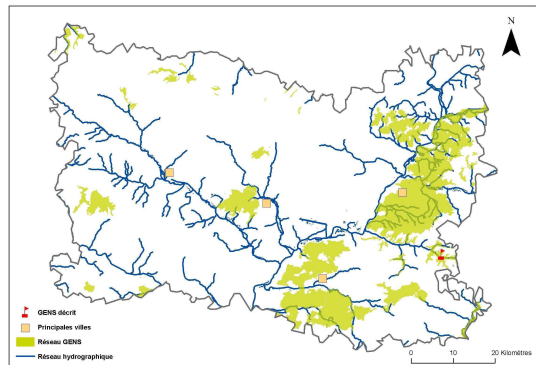 N
GENS décrit
Principales villes
Réseau GENS
Réseau hydrographique
0 10 20 Kilomètres